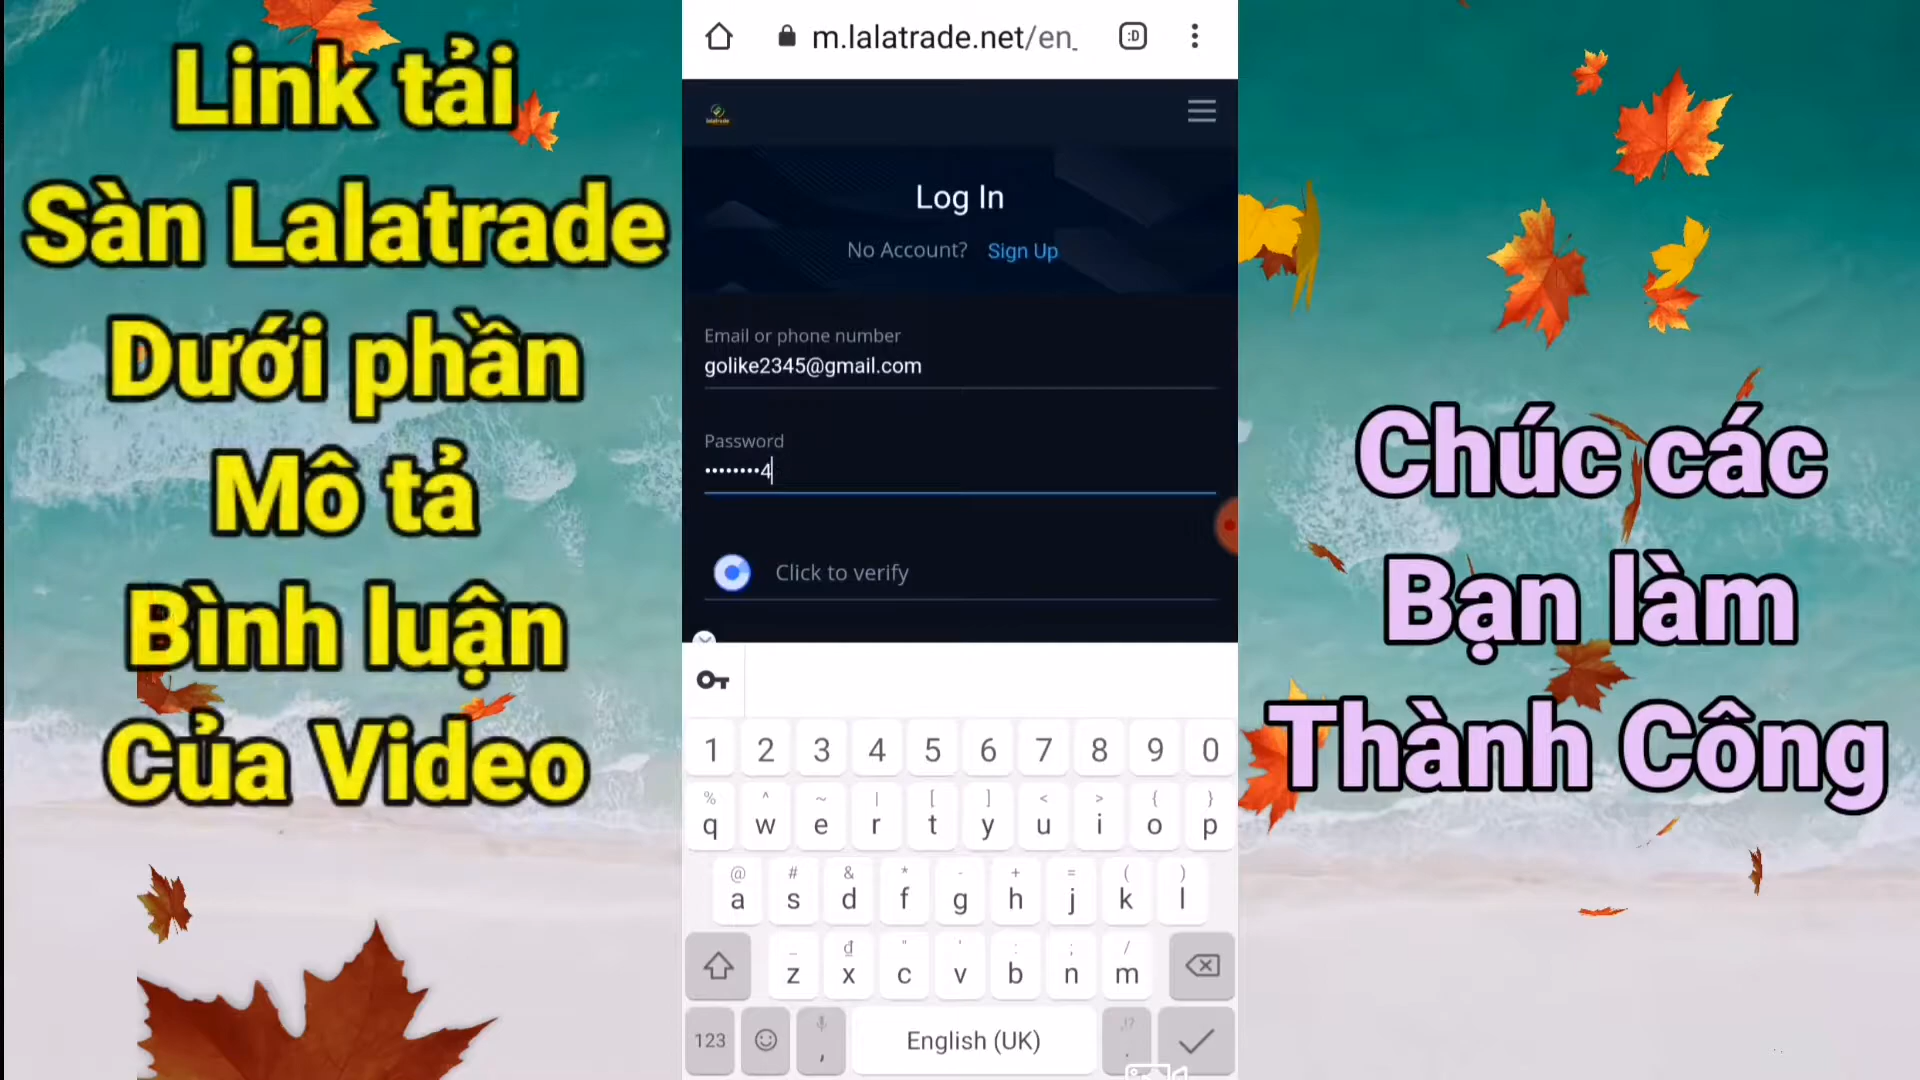 Link tải
Sàn Lalatrade
Dưới phần
Mô tả
Bình luận
Của Video
m.lalatrade.net/en_
:D
lalatrade
Log In
No Account? Sign Up
Email or phone number
golike2345@gmail.com
Password
••••••••4
Click to verify
1 2 3 4 5 6 7 8 9 0
% ^ ~ | [ ] < > { }
q w e r t y u i o p
@ # & * - + = ( )
a s d f g h j k l
_ ₫ " ' : ; /
z x c v b n m
,!?
123 , English (UK) .
Chúc các
Bạn làm
Thành Công